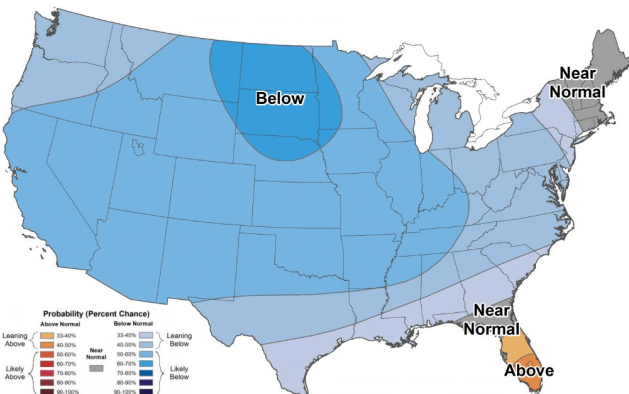 Below
Near
Normal
Near
Normal
Above
Probability (Percent Chance)
Above Normal Below Normal
Leaning
Above
33-40% 33-40%
40-50% 40-50%
Leaning
Below
Likely
Above
50-60% 50-60%
60-70% 60-70%
70-80% 70-80%
80-90% 80-90%
90-100% 90-100%
Near
Normal
Likely
Below